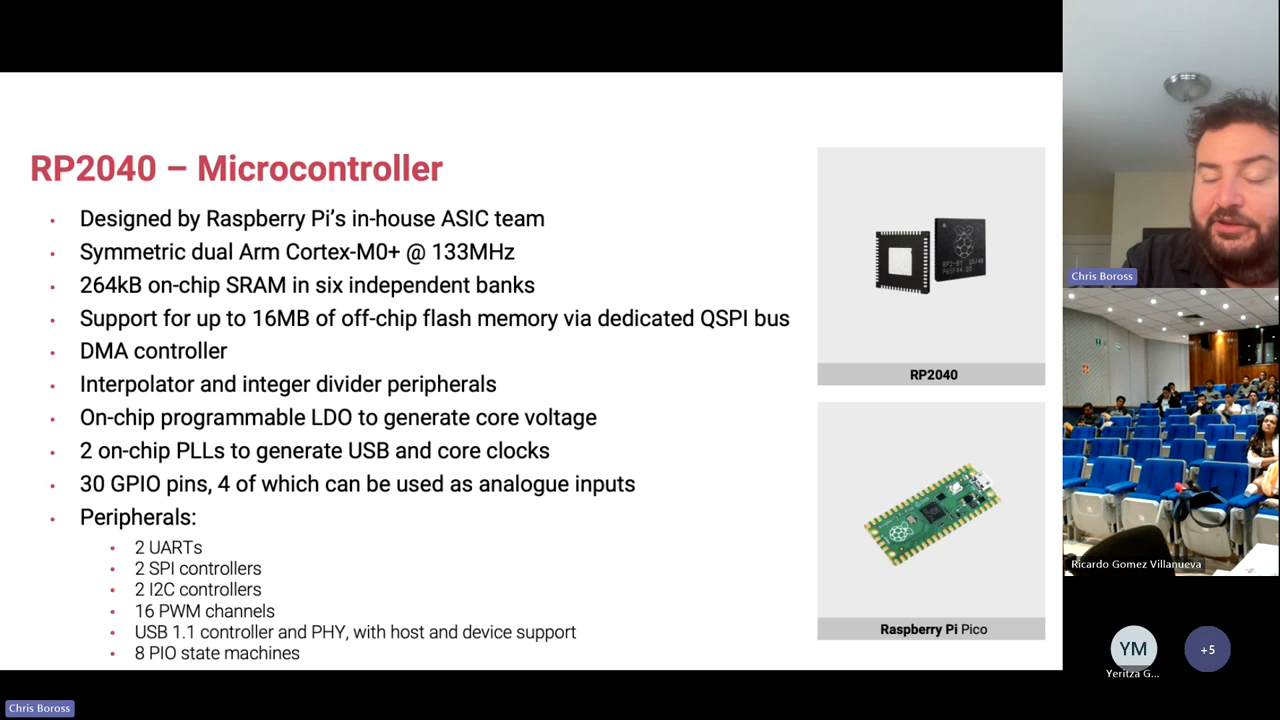 RP2040 – Microcontroller
• Designed by Raspberry Pi’s in-house ASIC team
• Symmetric dual Arm Cortex-M0+ @ 133MHz
• 264kB on-chip SRAM in six independent banks
• Support for up to 16MB of off-chip flash memory via dedicated QSPI bus
• DMA controller
• Interpolator and integer divider peripherals
• On-chip programmable LDO to generate core voltage
• 2 on-chip PLLs to generate USB and core clocks
• 30 GPIO pins, 4 of which can be used as analogue inputs
• Peripherals:
• 2 UARTs
• 2 SPI controllers
• 2 I2C controllers
• 16 PWM channels
• USB 1.1 controller and PHY, with host and device support
• 8 PIO state machines
RP2040
Raspberry Pi Pico
Chris Boross
Ricardo Gomez Villanueva
YM
Yeritza G...
+5
Chris Boross